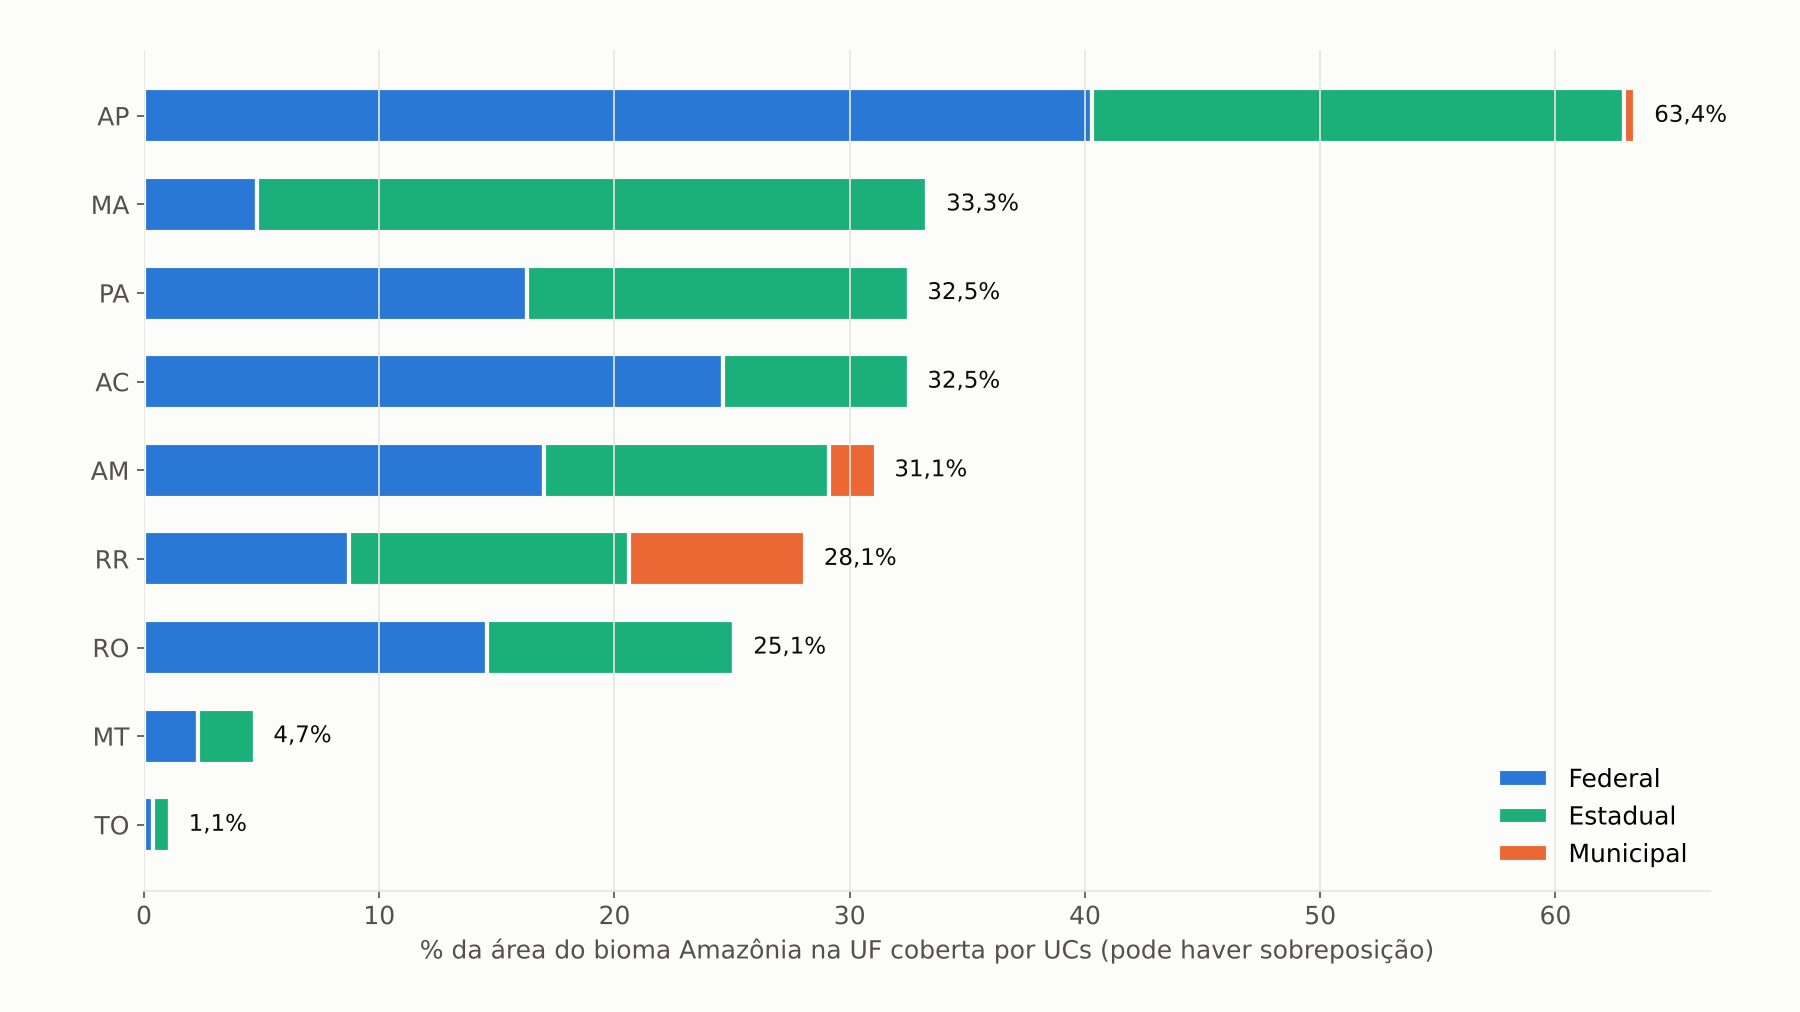 AP 63,4%
MA 33,3%
PA 32,5%
AC 32,5%
AM 31,1%
RR 28,1%
RO 25,1%
MT 4,7%
TO 1,1%
Federal
Estadual
Municipal
0 10 20 30 40 50 60
% da área do bioma Amazônia na UF coberta por UCs (pode haver sobreposição)